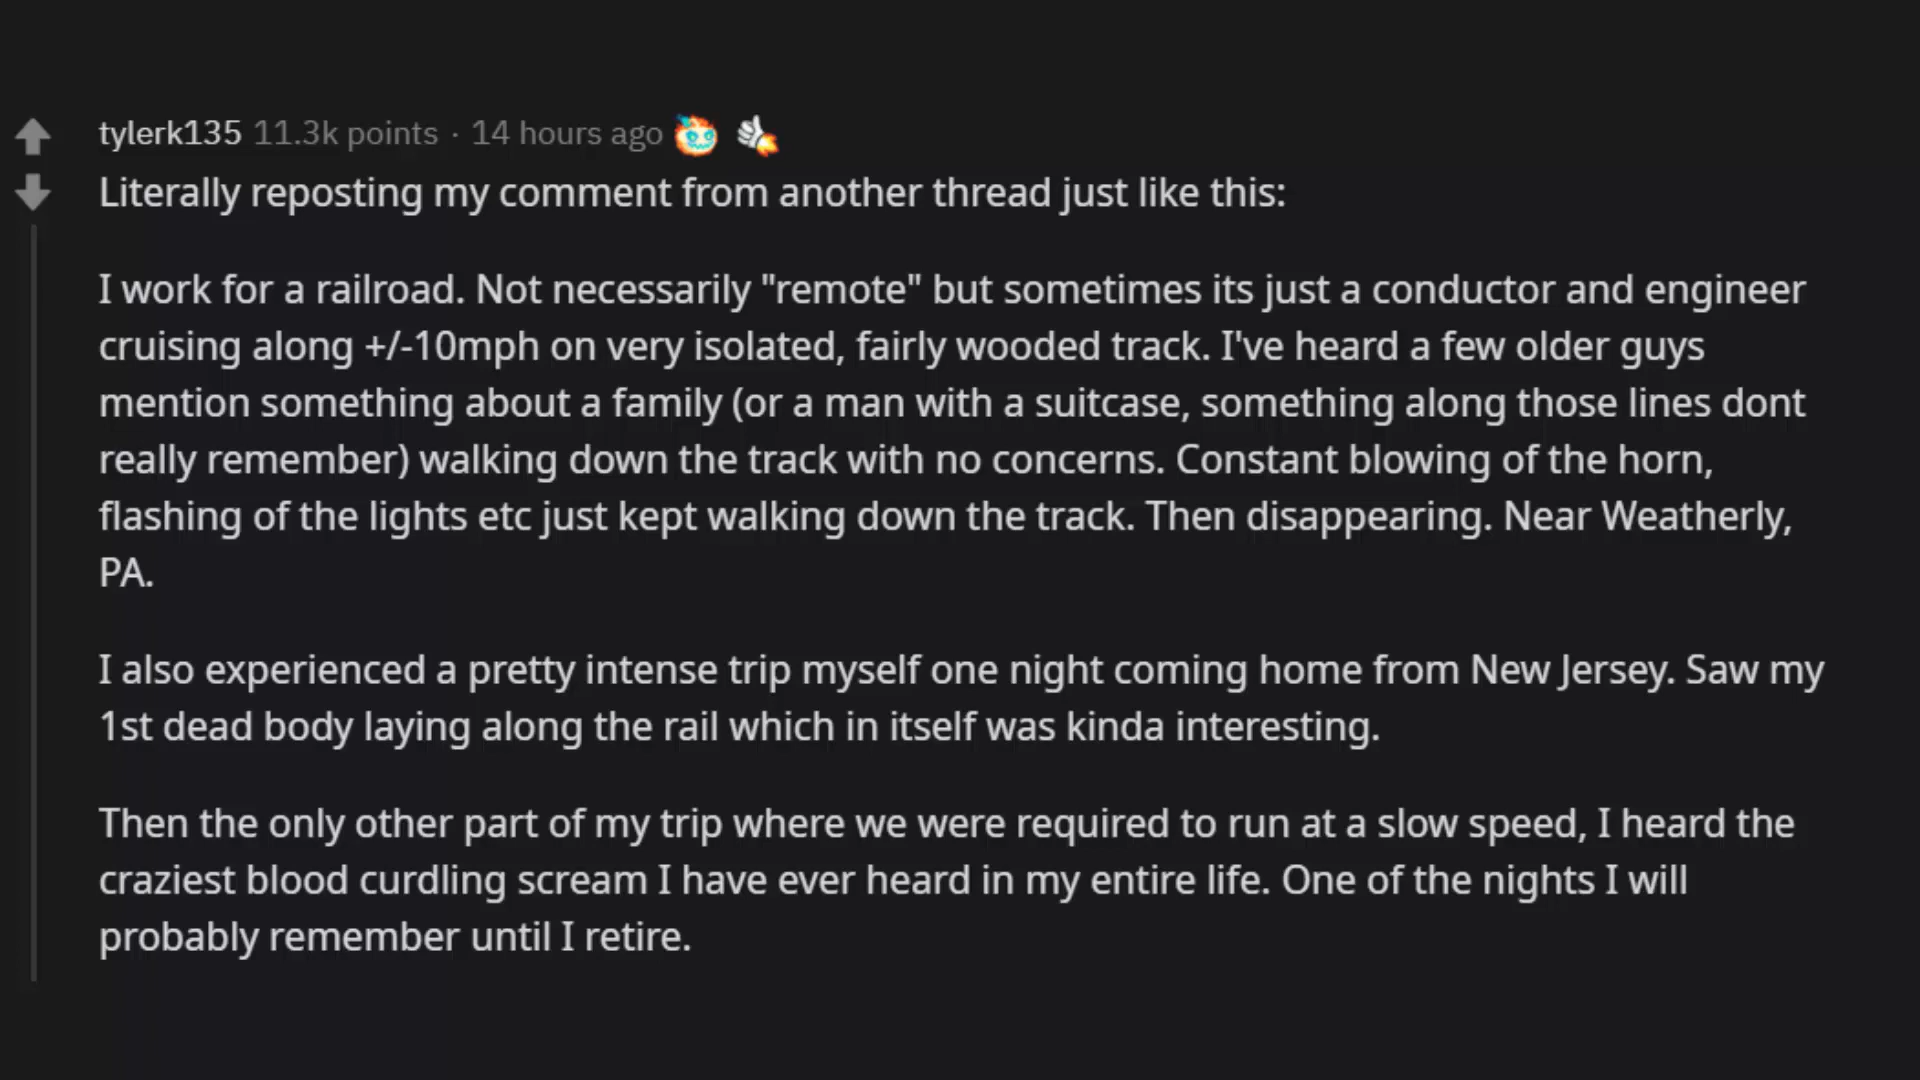 tylerk135 11.3k points · 14 hours ago
Literally reposting my comment from another thread just like this:
I work for a railroad. Not necessarily "remote" but sometimes its just a conductor and engineer
cruising along +/-10mph on very isolated, fairly wooded track. I've heard a few older guys
mention something about a family (or a man with a suitcase, something along those lines dont
really remember) walking down the track with no concerns. Constant blowing of the horn,
flashing of the lights etc just kept walking down the track. Then disappearing. Near Weatherly,
PA.
I also experienced a pretty intense trip myself one night coming home from New Jersey. Saw my
1st dead body laying along the rail which in itself was kinda interesting.
Then the only other part of my trip where we were required to run at a slow speed, I heard the
craziest blood curdling scream I have ever heard in my entire life. One of the nights I will
probably remember until I retire.